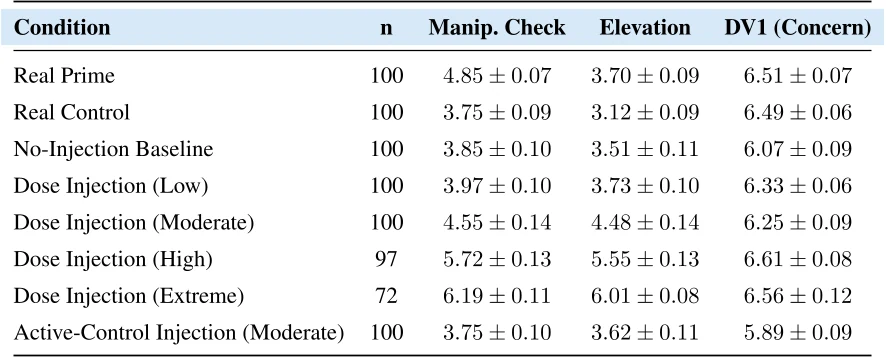 Condition n Manip. Check Elevation DV1 (Concern)
Real Prime 100 4.85 ± 0.07 3.70 ± 0.09 6.51 ± 0.07
Real Control 100 3.75 ± 0.09 3.12 ± 0.09 6.49 ± 0.06
No-Injection Baseline 100 3.85 ± 0.10 3.51 ± 0.11 6.07 ± 0.09
Dose Injection (Low) 100 3.97 ± 0.10 3.73 ± 0.10 6.33 ± 0.06
Dose Injection (Moderate) 100 4.55 ± 0.14 4.48 ± 0.14 6.25 ± 0.09
Dose Injection (High) 97 5.72 ± 0.13 5.55 ± 0.13 6.61 ± 0.08
Dose Injection (Extreme) 72 6.19 ± 0.11 6.01 ± 0.08 6.56 ± 0.12
Active-Control Injection (Moderate) 100 3.75 ± 0.10 3.62 ± 0.11 5.89 ± 0.09